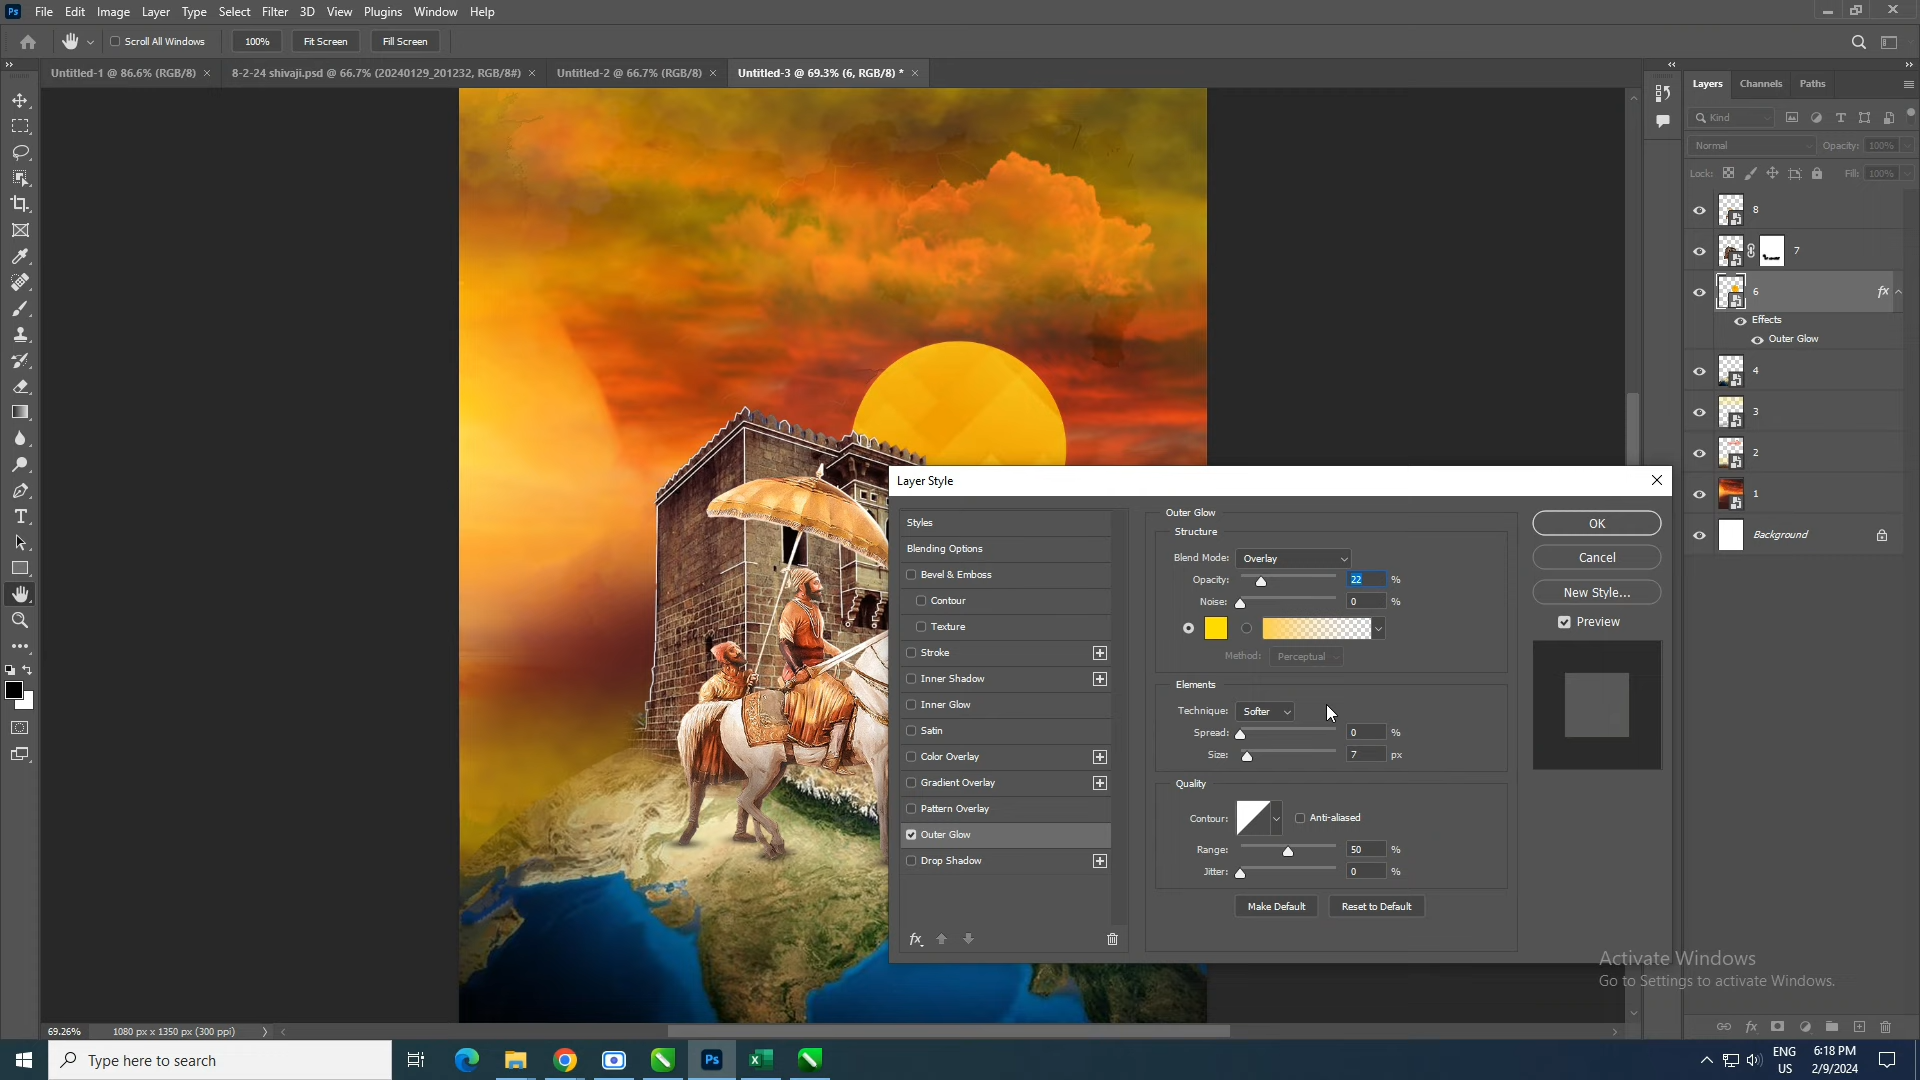 Ps File Edit Image Layer Type Select Filter 3D View Plugins Window Help
Scroll All Windows 100% Fit Screen Fill Screen
Untitled-1 @ 86.6% (RGB/8) × 8-2-24 shivaji.psd @ 66.7% (20240129_201232, RGB/8#) × Untitled-2 @ 66.7% (RGB/8) × Untitled-3 @ 69.3% (6, RGB/8) * ×
Layers Channels Paths
Kind
Normal Opacity: 100%
Lock: Fill: 100%
8
7
6 fx
Effects
Outer Glow
4
3
2
1
Background
Layer Style
Styles
Blending Options
Bevel & Emboss
Contour
Texture
Stroke
Inner Shadow
Inner Glow
Satin
Color Overlay
Gradient Overlay
Pattern Overlay
Outer Glow
Drop Shadow
fx
Outer Glow
Structure
Blend Mode: Overlay
Opacity: 22 %
Noise: 0 %
Method: Perceptual
Elements
Technique: Softer
Spread: 0 %
Size: 7 px
Quality
Contour: Anti-aliased
Range: 50 %
Jitter: 0 %
Make Default Reset to Default
OK
Cancel
New Style...
Preview
Activate Windows
Go to Settings to activate Windows.
69.26% 1080 px x 1350 px (300 ppi)
fx
Type here to search
Ps
ENG
US
6:18 PM
2/9/2024